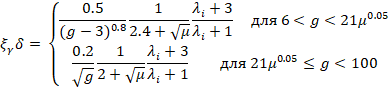 ξ_γ δ = { 0.5/(g − 3)^0.8 1/(2.4 + √μ) (λ_i + 3)/(λ_i + 1) для 6 < g < 21μ^0.05
0.2/√g 1/(2 + √μ) (λ_i + 3)/(λ_i + 1) для 21μ^0.05 ≤ g < 100